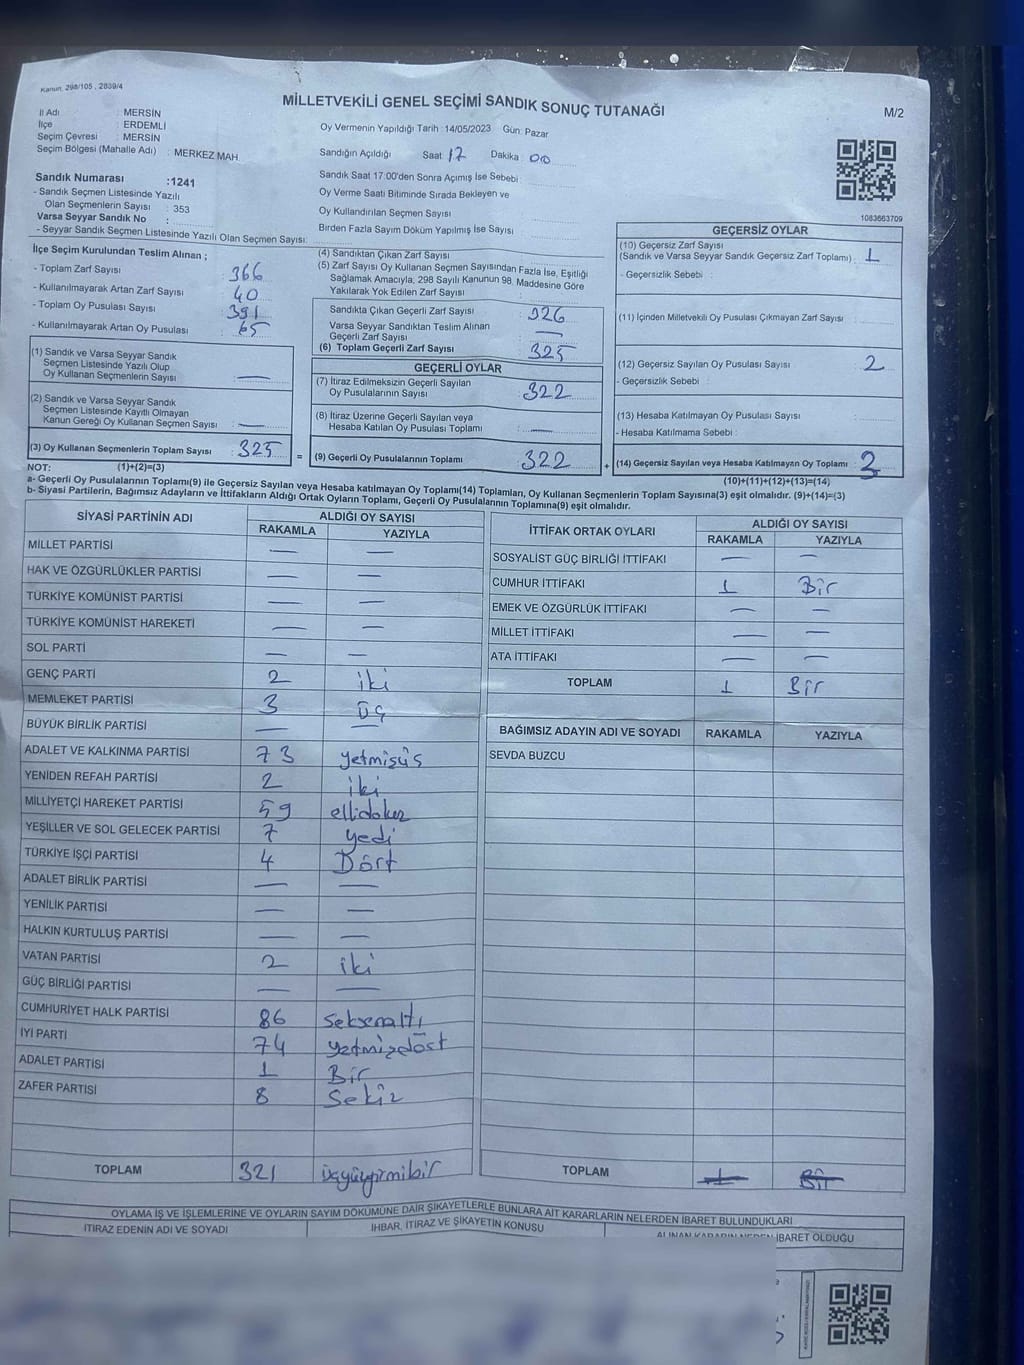 Kanun, 298/105 , 2839/4
MİLLETVEKİLİ GENEL SEÇİMİ SANDIK SONUÇ TUTANAĞI
M/2
İl Adı : MERSİN
İlçe : ERDEMLİ
Seçim Çevresi : MERSİN
Seçim Bölgesi (Mahalle Adı) : MERKEZ MAH
Oy Vermenin Yapıldığı Tarih : 14/05/2023 Gün: Pazar
Sandığın Açıldığı Saat : 17 Dakika : 00
Sandık Saat 17:00'den Sonra Açımış İse Sebebi :
Oy Verme Saati Bitiminde Sırada Bekleyen ve
Oy Kullandırılan Seçmen Sayısı
Birden Fazla Sayım Döküm Yapılmış İse Sayısı
Sandık Numarası :1241
- Sandık Seçmen Listesinde Yazılı
Olan Seçmenlerin Sayısı : 353
Varsa Seyyar Sandık No :
- Seyyar Sandık Seçmen Listesinde Yazılı Olan Seçmen Sayısı:
1083663709
İlçe Seçim Kurulundan Teslim Alınan ;
- Toplam Zarf Sayısı : 366
- Kullanılmayarak Artan Zarf Sayısı : 40
- Toplam Oy Pusulası Sayısı : 391
- Kullanılmayarak Artan Oy Pusulası : 65
(1) Sandık ve Varsa Seyyar Sandık
Seçmen Listesinde Yazılı Olup
Oy Kullanan Seçmenlerin Sayısı : —
(2) Sandık ve Varsa Seyyar Sandık
Seçmen Listesinde Kayıtlı Olmayan
Kanun Gereği Oy Kullanan Seçmen Sayısı : —
(3) Oy Kullanan Seçmenlerin Toplam Sayısı : 325
(4) Sandıktan Çıkan Zarf Sayısı :
(5) Zarf Sayısı Oy Kullanan Seçmen Sayısından Fazla İse, Eşitliği
Sağlamak Amacıyla, 298 Sayılı Kanunun 98. Maddesine Göre
Yakılarak Yok Edilen Zarf Sayısı :
Sandıkta Çıkan Geçerli Zarf Sayısı : 326
Varsa Seyyar Sandıktan Teslim Alınan
Geçerli Zarf Sayısı : —
(6) Toplam Geçerli Zarf Sayısı : 325
GEÇERLİ OYLAR
(7) İtiraz Edilmeksizin Geçerli Sayılan
Oy Pusulalarının Sayısı : 322
(8) İtiraz Üzerine Geçerli Sayılan veya
Hesaba Katılan Oy Pusulası Toplamı : —
= (9) Geçerli Oy Pusulalarının Toplamı : 322
GEÇERSİZ OYLAR
(10) Geçersiz Zarf Sayısı
(Sandık ve Varsa Seyyar Sandık Geçersiz Zarf Toplamı) : 1
- Geçersizlik Sebebi :
(11) İçinden Milletvekili Oy Pusulası Çıkmayan Zarf Sayısı :
(12) Geçersiz Sayılan Oy Pusulası Sayısı : 2
- Geçersizlik Sebebi :
(13) Hesaba Katılmayan Oy Pusulası Sayısı :
- Hesaba Katılmama Sebebi :
+ (14) Geçersiz Sayılan veya Hesaba Katılmayan Oy Toplamı :
NOT: (1)+(2)=(3)
(10)+(11)+(12)+(13)=(14)
a- Geçerli Oy Pusulalarının Toplamı(9) ile Geçersiz Sayılan veya Hesaba katılmayan Oy Toplamı(14) Toplamları, Oy Kullanan Seçmenlerin Toplam Sayısına(3) eşit olmalıdır. (9)+(14)=(3)
b- Siyasi Partilerin, Bağımsız Adayların ve İttifakların Aldığı Ortak Oyların Toplamı, Geçerli Oy Pusulalarının Toplamına(9) eşit olmalıdır.
SİYASİ PARTİNİN ADI
ALDIĞI OY SAYISI
RAKAMLA YAZIYLA
MİLLET PARTİSİ — —
HAK VE ÖZGÜRLÜKLER PARTİSİ — —
TÜRKİYE KOMÜNİST PARTİSİ — —
TÜRKİYE KOMÜNİST HAREKETİ — —
SOL PARTİ — —
GENÇ PARTİ 2 iki
MEMLEKET PARTİSİ 3 üç
BÜYÜK BİRLİK PARTİSİ — —
ADALET VE KALKINMA PARTİSİ 73 yetmişüş
YENİDEN REFAH PARTİSİ 2 iki
MİLLİYETÇİ HAREKET PARTİSİ 59 ellidokuz
YEŞİLLER VE SOL GELECEK PARTİSİ 7 yedi
TÜRKİYE İŞÇİ PARTİSİ 4 Dört
ADALET BİRLİK PARTİSİ — —
YENİLİK PARTİSİ — —
HALKIN KURTULUŞ PARTİSİ — —
VATAN PARTİSİ 2 iki
GÜÇ BİRLİĞİ PARTİSİ — —
CUMHURİYET HALK PARTİSİ 86 seksenaltı
İYİ PARTİ 74 yetmişdört
ADALET PARTİSİ 1 Bir
ZAFER PARTİSİ 8 Sekiz
TOPLAM 321 üçyüzyirmibir
İTTİFAK ORTAK OYLARI
ALDIĞI OY SAYISI
RAKAMLA YAZIYLA
SOSYALİST GÜÇ BİRLİĞİ İTTİFAKI — —
CUMHUR İTTİFAKI 1 Bir
EMEK VE ÖZGÜRLÜK İTTİFAKI — —
MİLLET İTTİFAKI — —
ATA İTTİFAKI — —
TOPLAM 1 Bir
BAĞIMSIZ ADAYIN ADI VE SOYADI RAKAMLA YAZIYLA
SEVDA BUZCU
TOPLAM 1 Bir
OYLAMA İŞ VE İŞLEMLERİNE VE OYLARIN SAYIM DÖKÜMÜNE DAİR ŞİKAYETLERLE BUNLARA AİT KARARLARIN NELERDEN İBARET BULUNDUKLARI
İTİRAZ EDENİN ADI VE SOYADI
İHBAR, İTİRAZ VE ŞİKAYETİN KONUSU
ALINAN KARARIN NEDEN İBARET OLDUĞU